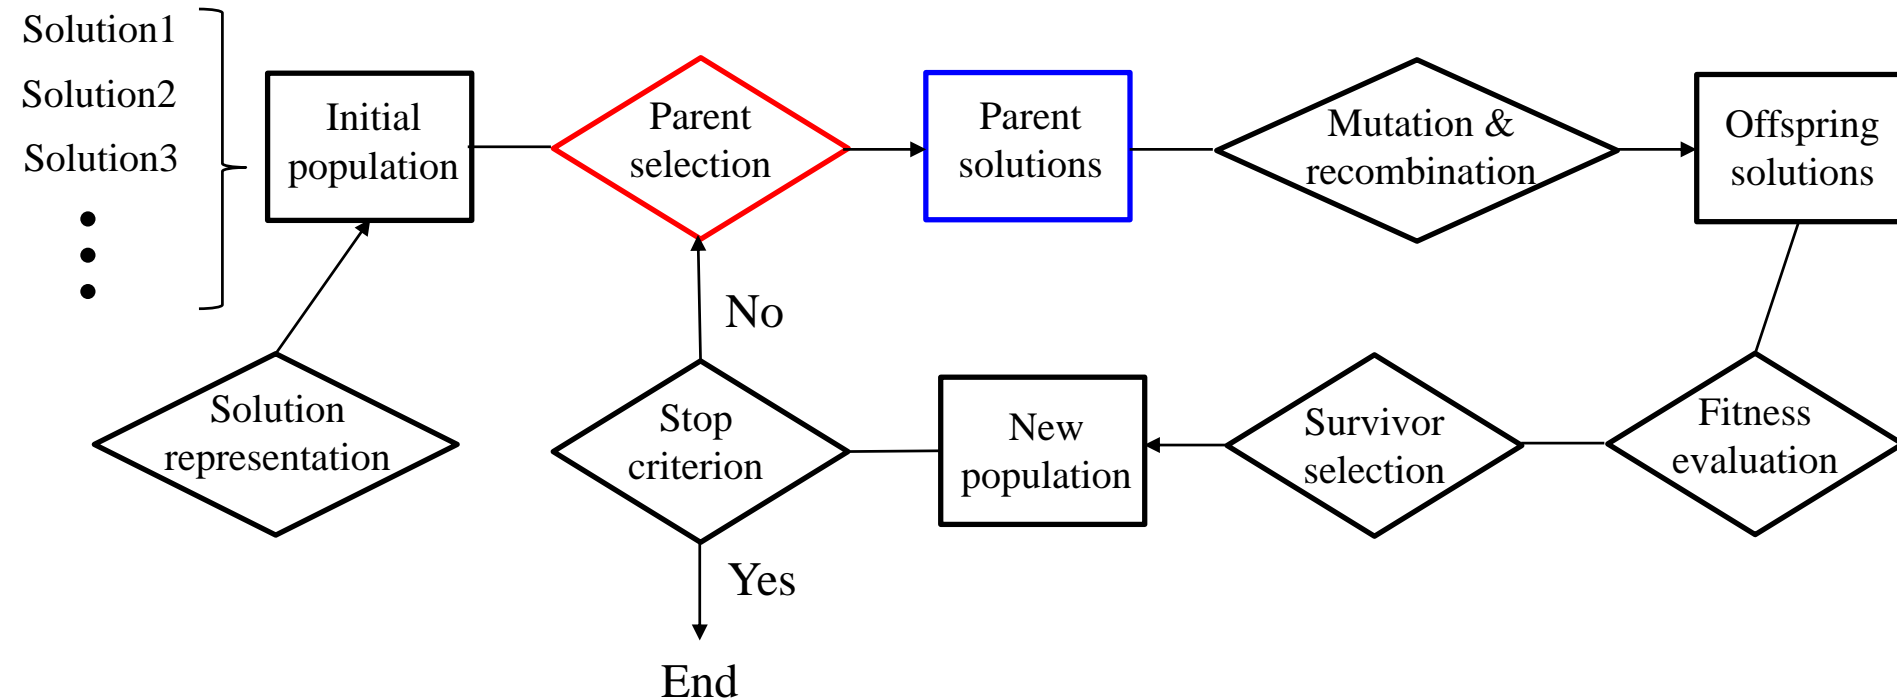 Solution1
Solution2
Solution3
Initial
population
Parent
selection
Parent
solutions
Mutation &
recombination
Offspring
solutions
No
Solution
representation
Stop
criterion
New
population
Survivor
selection
Fitness
evaluation
Yes
End